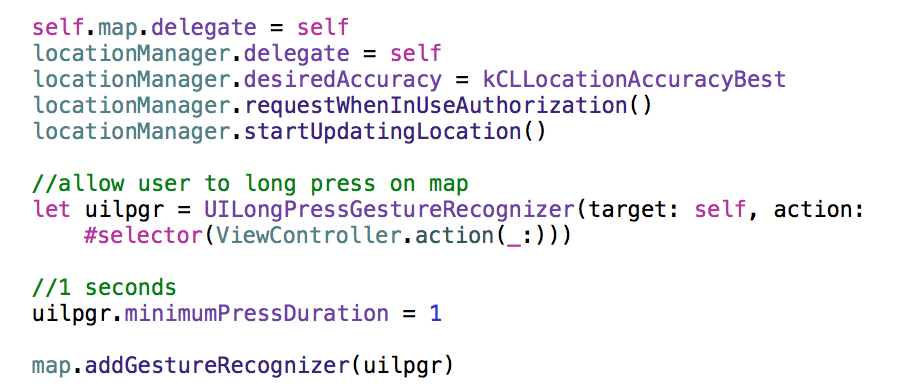 self.map.delegate = self
locationManager.delegate = self
locationManager.desiredAccuracy = kCLLocationAccuracyBest
locationManager.requestWhenInUseAuthorization()
locationManager.startUpdatingLocation()
//allow user to long press on map
let uilpgr = UILongPressGestureRecognizer(target: self, action:
#selector(ViewController.action(_:)))
//1 seconds
uilpgr.minimumPressDuration = 1
map.addGestureRecognizer(uilpgr)